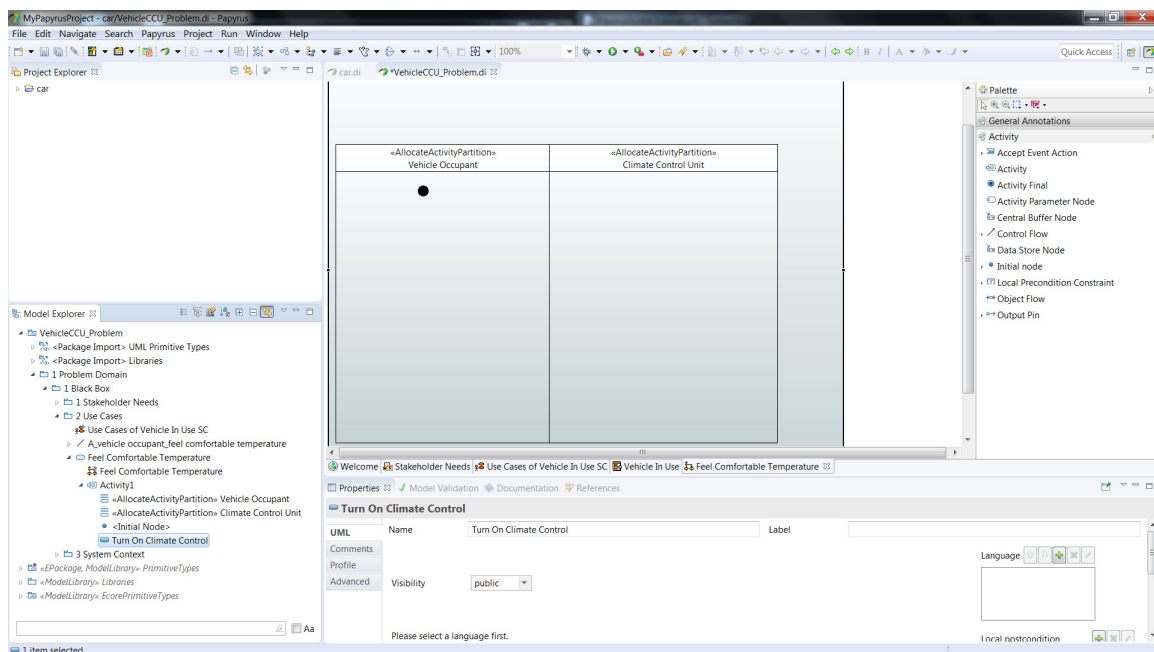 MyPapyrusProject - car/VehicleCCU_Problem.di - Papyrus
File Edit Navigate Search Papyrus Project Run Window Help
100%
B I A
Quick Access
Project Explorer
car
car.di *VehicleCCU_Problem.di
«AllocateActivityPartition»
Vehicle Occupant
«AllocateActivityPartition»
Climate Control Unit
Palette
General Annotations
Activity
Accept Event Action
Activity
Activity Final
Activity Parameter Node
Central Buffer Node
Control Flow
Data Store Node
Initial node
Local Precondition Constraint
Object Flow
Output Pin
Model Explorer
VehicleCCU_Problem
<Package Import> UML Primitive Types
<Package Import> Libraries
1 Problem Domain
1 Black Box
1 Stakeholder Needs
2 Use Cases
Use Cases of Vehicle In Use SC
A_vehicle occupant_feel comfortable temperature
Feel Comfortable Temperature
Feel Comfortable Temperature
Activity1
«AllocateActivityPartition» Vehicle Occupant
«AllocateActivityPartition» Climate Control Unit
<Initial Node>
Turn On Climate Control
3 System Context
«EPackage, ModelLibrary» PrimitiveTypes
«ModelLibrary» Libraries
«ModelLibrary» EcorePrimitiveTypes
Aa
1 item selected
Welcome Stakeholder Needs Use Cases of Vehicle In Use SC Vehicle In Use Feel Comfortable Temperature
Properties Model Validation Documentation References
Turn On Climate Control
UML
Comments
Profile
Advanced
Name Turn On Climate Control Label
Language
Visibility public
Please select a language first.
Local postcondition